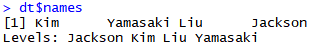 > dt$names
[1] Kim      Yamasaki Liu      Jackson
Levels: Jackson Kim Liu Yamasaki